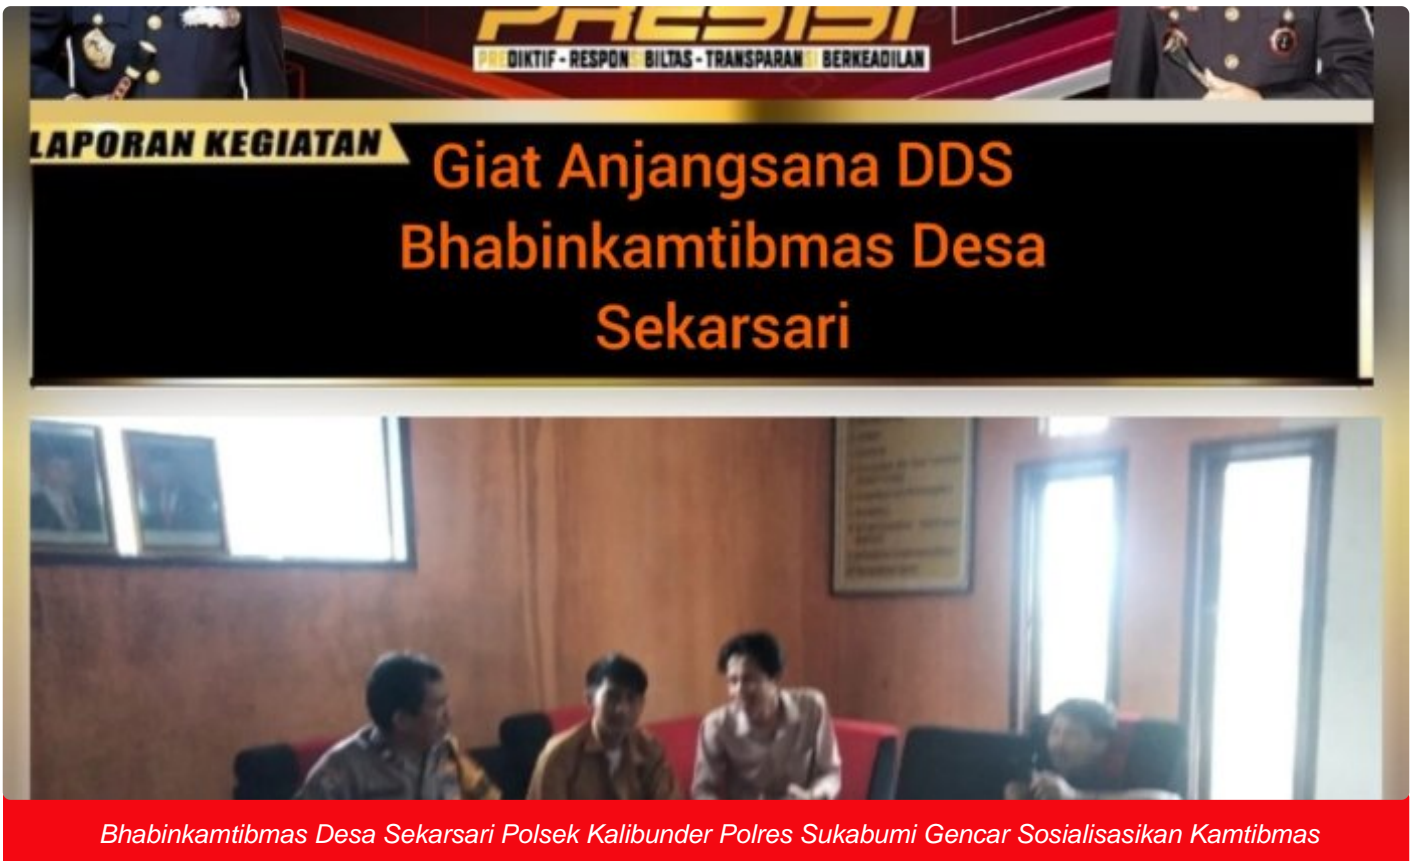 PRESISI
PREDIKTIF - RESPONSIBILTAS - TRANSPARANSI BERKEADILAN
LAPORAN KEGIATAN
Giat Anjangsana DDS
Bhabinkamtibmas Desa
Sekarsari
Bhabinkamtibmas Desa Sekarsari Polsek Kalibunder Polres Sukabumi Gencar Sosialisasikan Kamtibmas